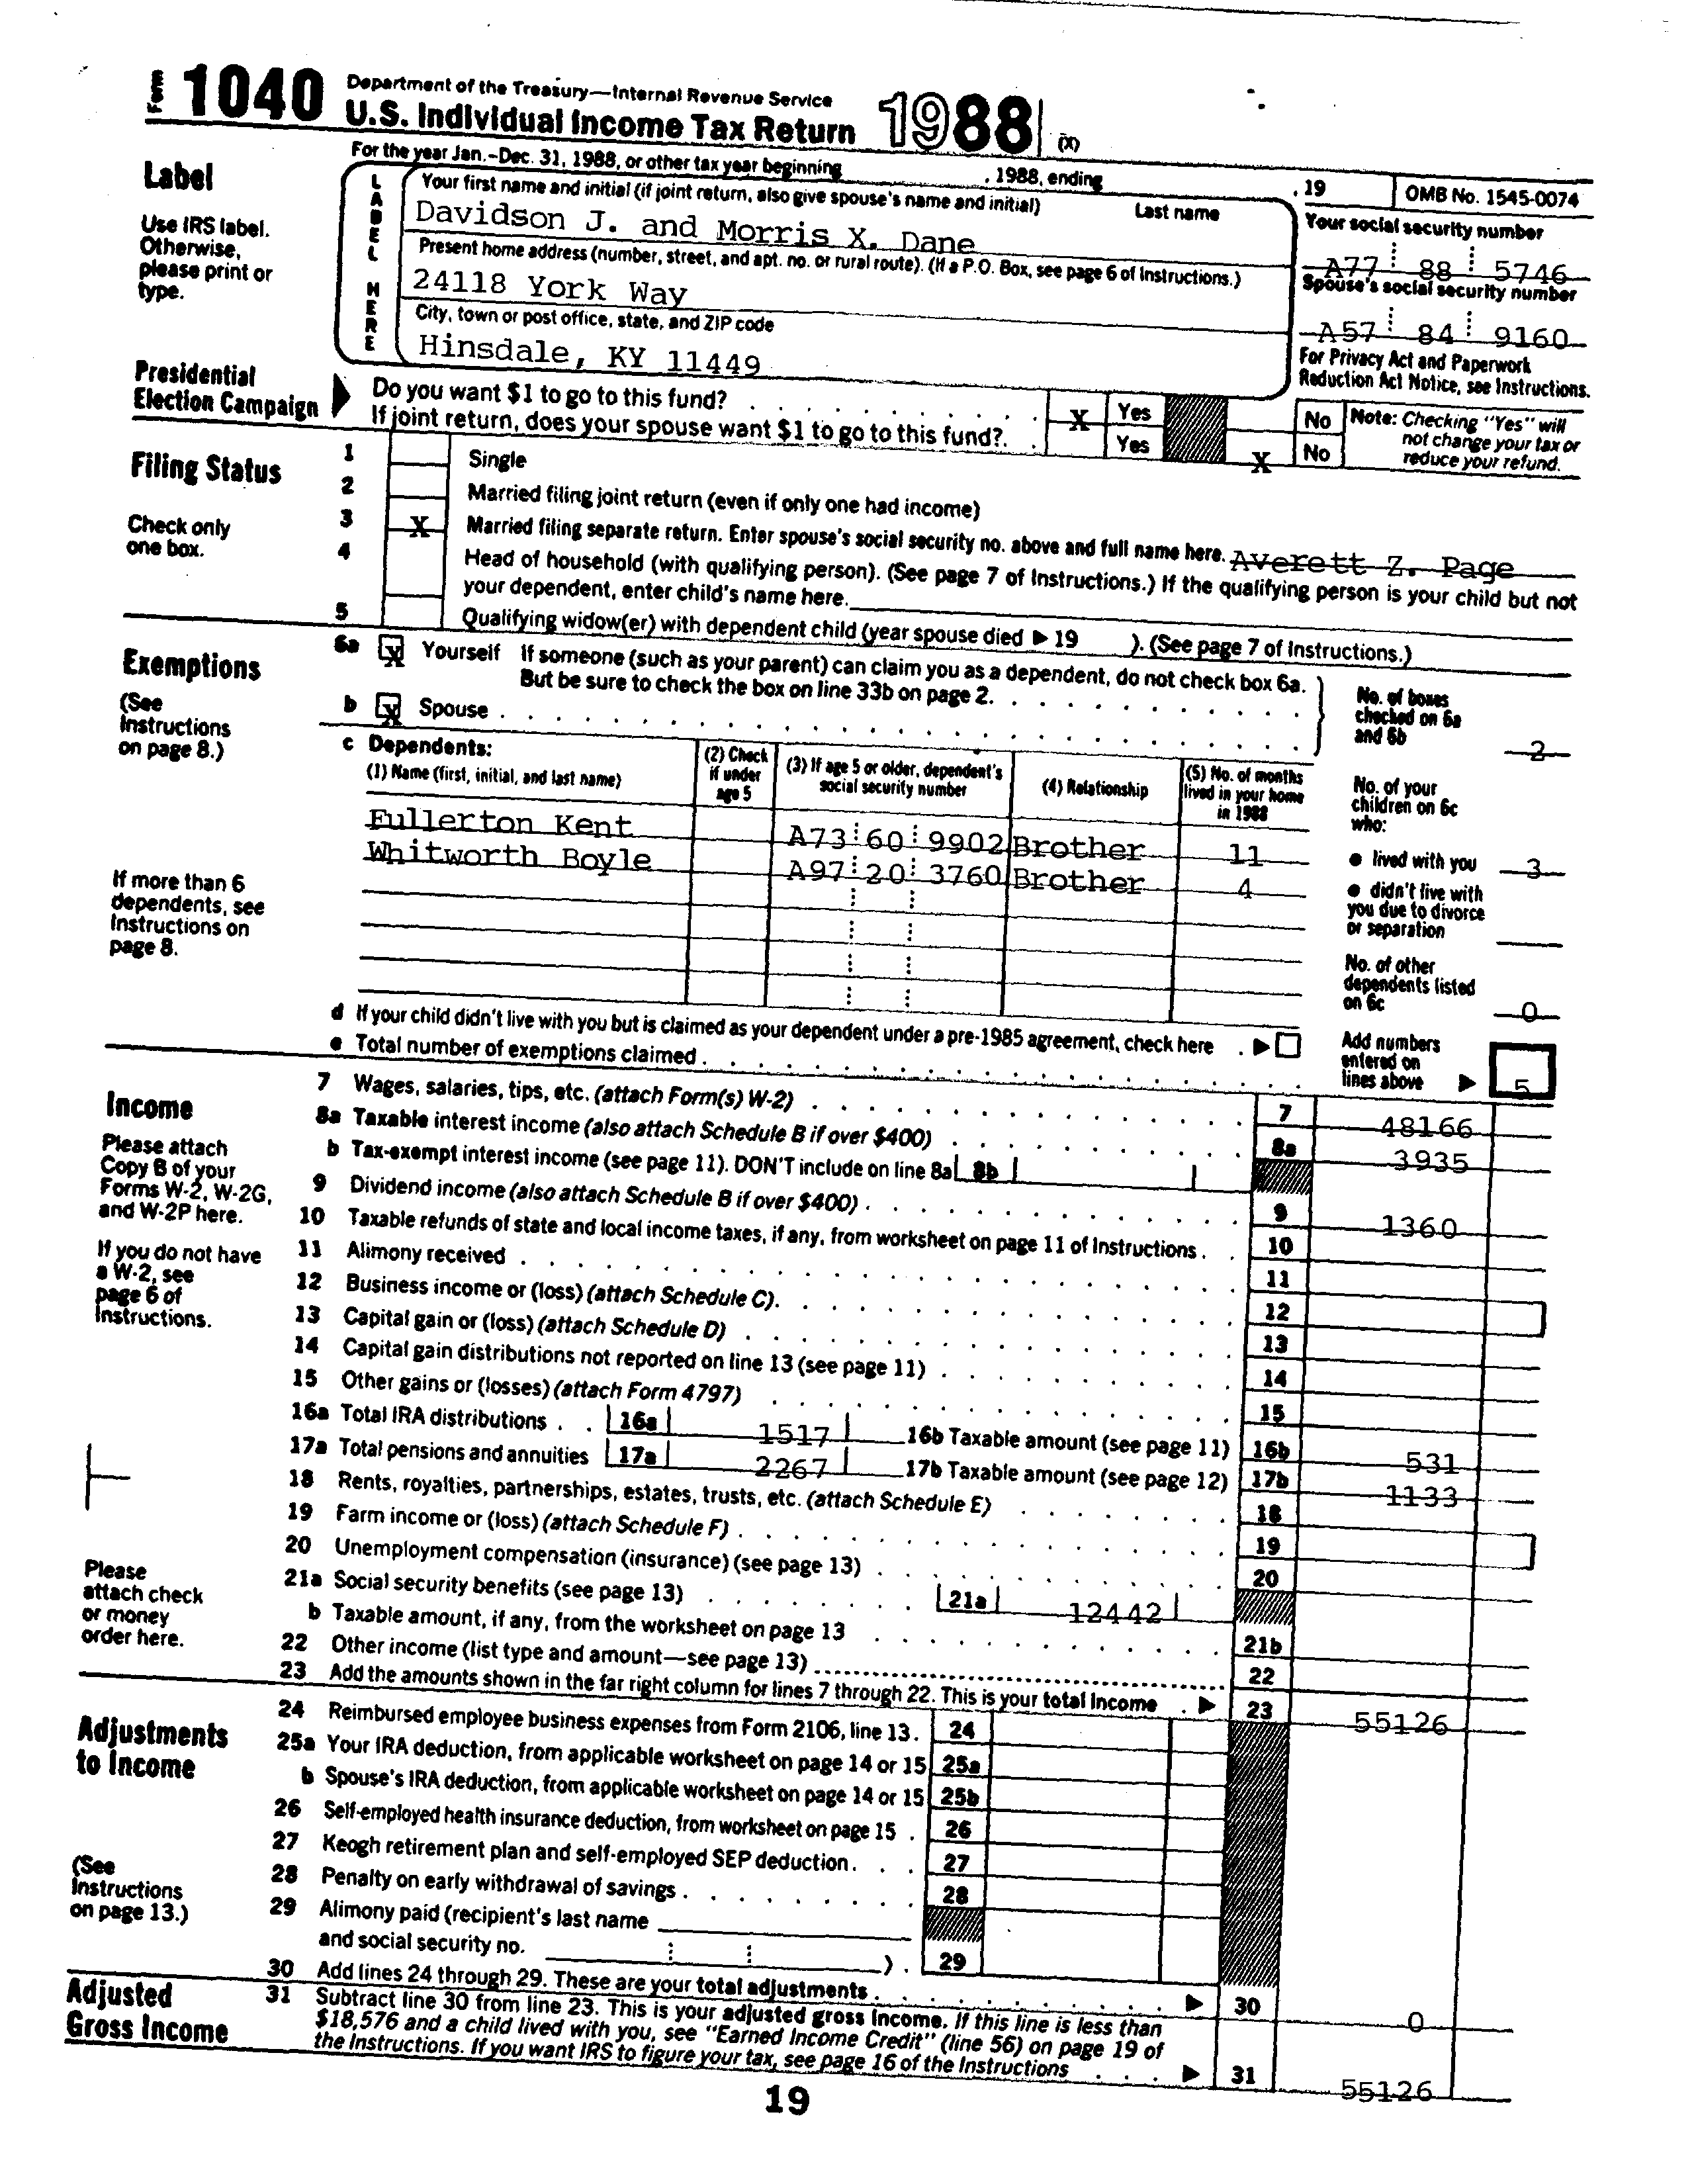 Form 1040 Department of the Treasury—Internal Revenue Service
U.S. Individual Income Tax Return 1988 (X)
For the year Jan.-Dec. 31, 1988, or other tax year beginning , 1988, ending , 19 OMB No. 1545-0074
Label
Use IRS label.
Otherwise,
please print or
type.
LABEL HERE
Your first name and initial (if joint return, also give spouse's name and initial) Last name
Davidson J. and Morris X. Dane
Your social security number
A77 88 5746
Present home address (number, street, and apt. no. or rural route). (If a P.O. Box, see page 6 of Instructions.)
24118 York Way
Spouse's social security number
A57 84 9160
City, town or post office, state, and ZIP code
Hinsdale, KY 11449
For Privacy Act and Paperwork
Reduction Act Notice, see Instructions.
Presidential
Election Campaign
Do you want $1 to go to this fund? X Yes No
If joint return, does your spouse want $1 to go to this fund?. Yes X No
Note: Checking "Yes" will
not change your tax or
reduce your refund.
Filing Status
Check only
one box.
1 Single
2 Married filing joint return (even if only one had income)
3 X Married filing separate return. Enter spouse's social security no. above and full name here. Averett Z. Page
4 Head of household (with qualifying person). (See page 7 of Instructions.) If the qualifying person is your child but not
your dependent, enter child's name here.
5 Qualifying widow(er) with dependent child (year spouse died ▶ 19 ). (See page 7 of Instructions.)
Exemptions
(See
Instructions
on page 8.)
6a X Yourself If someone (such as your parent) can claim you as a dependent, do not check box 6a.
But be sure to check the box on line 33b on page 2.
b X Spouse
No. of boxes
checked on 6a
and 6b 2
c Dependents:
(1) Name (first, initial, and last name)
(2) Check
if under
age 5
(3) If age 5 or older, dependent's
social security number
(4) Relationship
(5) No. of months
lived in your home
in 1988
Fullerton Kent A73 60 9902 Brother 11
Whitworth Boyle A97 20 3760 Brother 4
If more than 6
dependents, see
Instructions on
page 8.
No. of your
children on 6c
who:
● lived with you 3
● didn't live with
you due to divorce
or separation
No. of other
dependents listed
on 6c 0
d If your child didn't live with you but is claimed as your dependent under a pre-1985 agreement, check here . ▶
e Total number of exemptions claimed
Add numbers
entered on
lines above ▶ 5
Income
Please attach
Copy B of your
Forms W-2, W-2G,
and W-2P here.
If you do not have
a W-2, see
page 6 of
Instructions.
Please
attach check
or money
order here.
7 Wages, salaries, tips, etc. (attach Form(s) W-2) 7 48166
8a Taxable interest income (also attach Schedule B if over $400) 8a 3935
b Tax-exempt interest income (see page 11). DON'T include on line 8a 8b
9 Dividend income (also attach Schedule B if over $400) 9 1360
10 Taxable refunds of state and local income taxes, if any, from worksheet on page 11 of Instructions 10
11 Alimony received 11
12 Business income or (loss) (attach Schedule C). 12
13 Capital gain or (loss) (attach Schedule D) 13
14 Capital gain distributions not reported on line 13 (see page 11) 14
15 Other gains or (losses) (attach Form 4797) 15
16a Total IRA distributions 16a 1517 16b Taxable amount (see page 11) 16b 531
17a Total pensions and annuities 17a 2267 17b Taxable amount (see page 12) 17b 1133
18 Rents, royalties, partnerships, estates, trusts, etc. (attach Schedule E) 18
19 Farm income or (loss) (attach Schedule F) 19
20 Unemployment compensation (insurance) (see page 13) 20
21a Social security benefits (see page 13) 21a 12442
b Taxable amount, if any, from the worksheet on page 13 21b
22 Other income (list type and amount—see page 13) 22
23 Add the amounts shown in the far right column for lines 7 through 22. This is your total income ▶ 23 55126
Adjustments
to Income
(See
Instructions
on page 13.)
24 Reimbursed employee business expenses from Form 2106, line 13. 24
25a Your IRA deduction, from applicable worksheet on page 14 or 15 25a
b Spouse's IRA deduction, from applicable worksheet on page 14 or 15 25b
26 Self-employed health insurance deduction, from worksheet on page 15 26
27 Keogh retirement plan and self-employed SEP deduction. 27
28 Penalty on early withdrawal of savings 28
29 Alimony paid (recipient's last name
and social security no. ). 29
30 Add lines 24 through 29. These are your total adjustments ▶ 30 0
Adjusted
Gross Income
31 Subtract line 30 from line 23. This is your adjusted gross income. If this line is less than
$18,576 and a child lived with you, see "Earned Income Credit" (line 56) on page 19 of
the Instructions. If you want IRS to figure your tax, see page 16 of the Instructions ▶ 31 55126
19